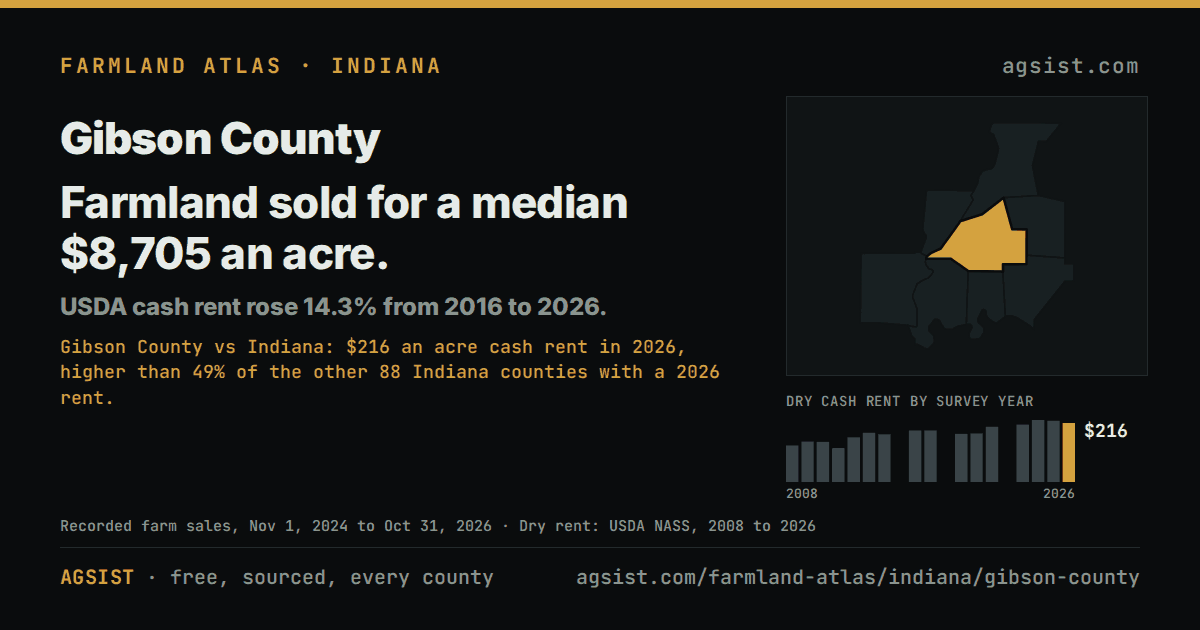 FARMLAND ATLAS · INDIANA
agsist.com
Gibson County
Farmland sold for a median
$8,705 an acre.
USDA cash rent rose 14.3% from 2016 to 2026.
Gibson County vs Indiana: $216 an acre cash rent in 2026,
higher than 49% of the other 88 Indiana counties with a 2026
rent.
DRY CASH RENT BY SURVEY YEAR
$216
2008
2026
Recorded farm sales, Nov 1, 2024 to Oct 31, 2026 · Dry rent: USDA NASS, 2008 to 2026
AGSIST · free, sourced, every county
agsist.com/farmland-atlas/indiana/gibson-county